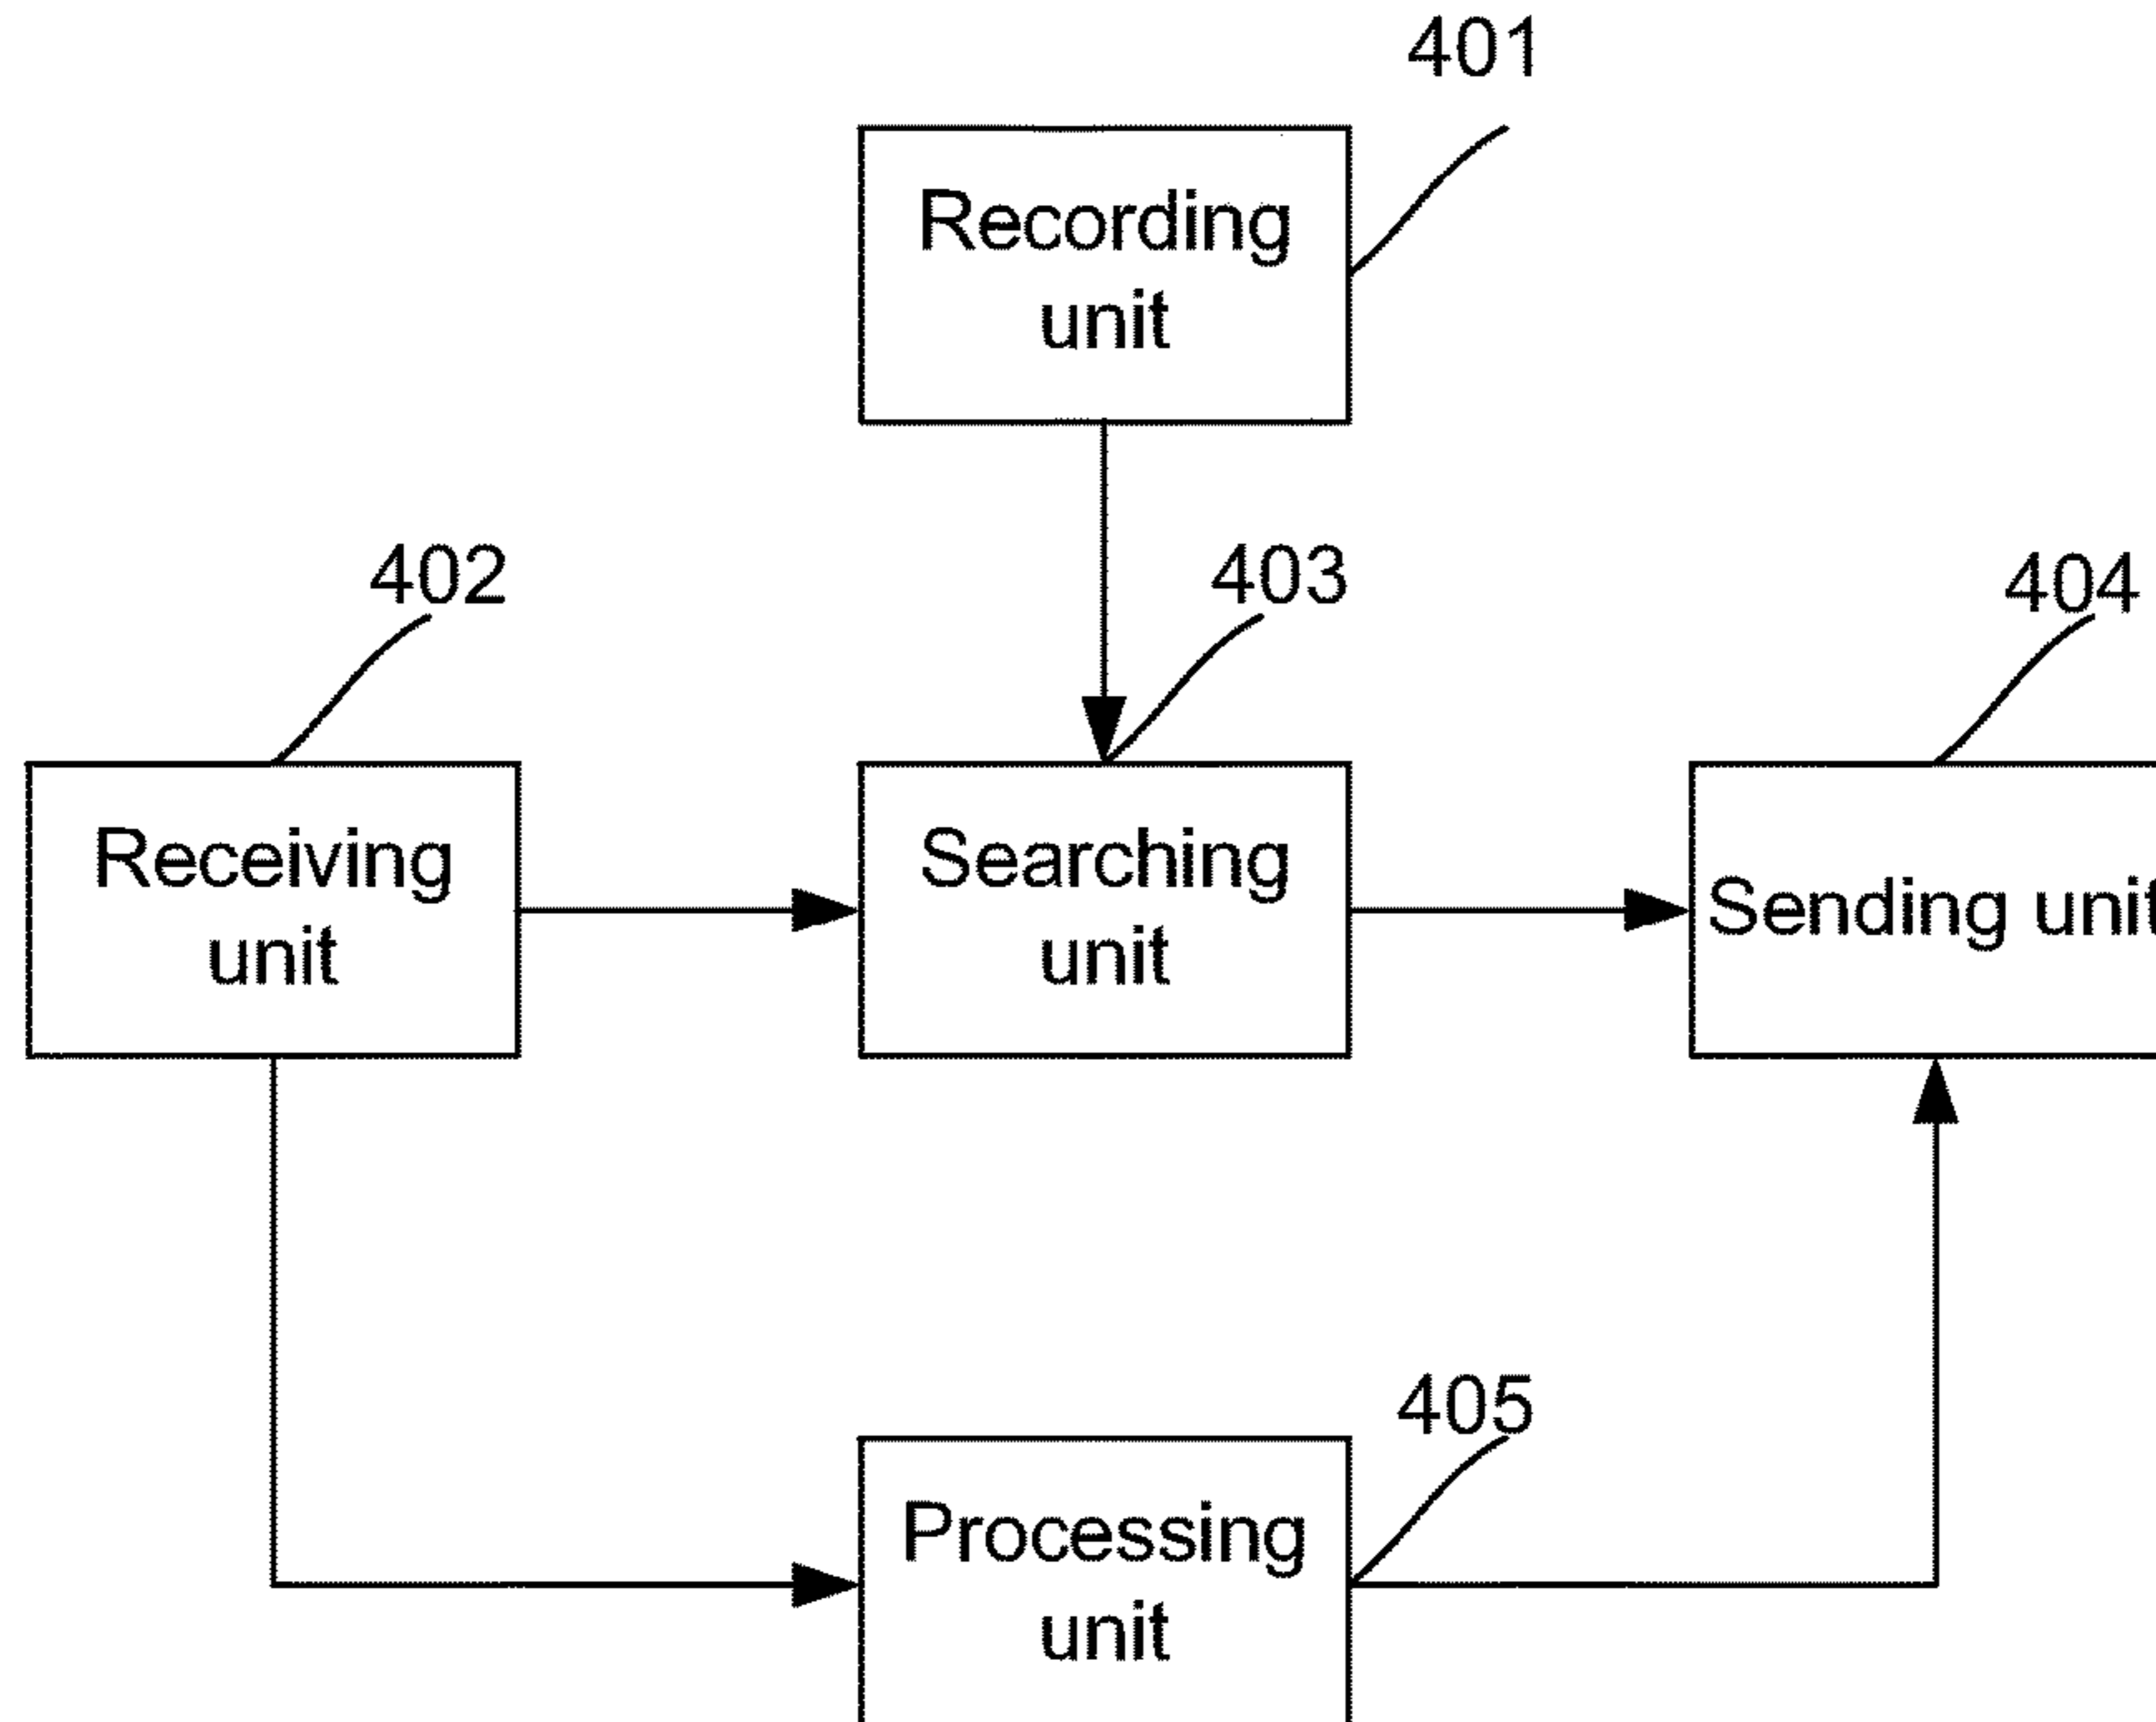 401
Recording
unit
402
403
404
Receiving
unit
Searching
unit
Sending unit
405
Processing
unit